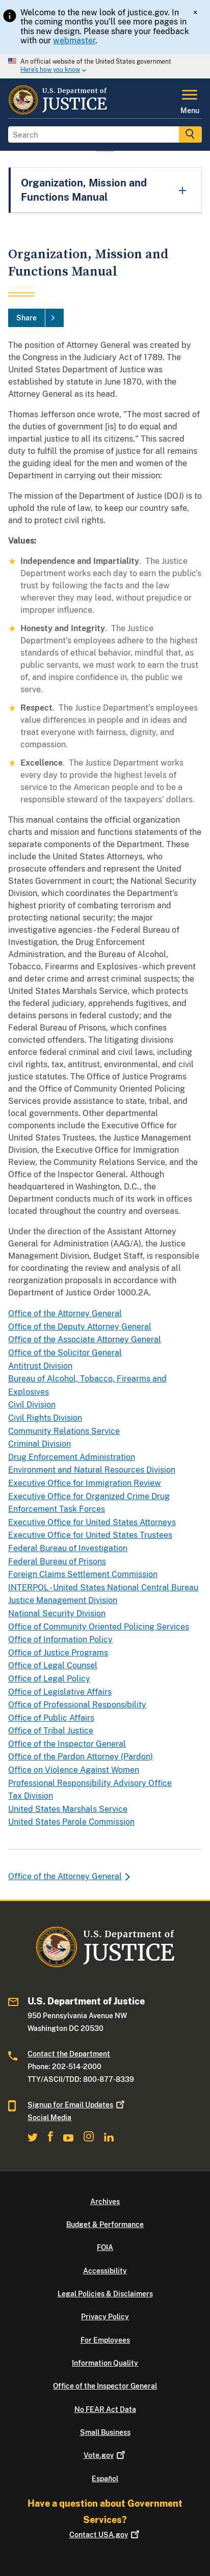 Welcome to the new look of justice.gov. In
the coming months you'll see more pages in
this new design. Please share your feedback
with our webmaster.
×
An official website of the United States government
Here's how you know
U.S. Department of
JUSTICE
Menu
Search
Organization, Mission and
Functions Manual
Organization, Mission and
Functions Manual
Share
The position of Attorney General was created by
the Congress in the Judiciary Act of 1789. The
United States Department of Justice was
established by statute in June 1870, with the
Attorney General as its head.
Thomas Jefferson once wrote, "The most sacred of
the duties of government [is] to do equal and
impartial justice to all its citizens." This sacred duty
to fulfill the promise of justice for all remains
the guiding ideal for the men and women of the
Department in carrying out their mission:
The mission of the Department of Justice (DOJ) is to
uphold the rule of law, to keep our country safe,
and to protect civil rights.
Values:
Independence and Impartiality. The Justice
Department works each day to earn the public's
trust by following the facts and the law
wherever they may lead, without prejudice or
improper influence.
Honesty and Integrity. The Justice
Department's employees adhere to the highest
standards of ethical behavior, mindful that, as
public servants, we must work to earn the trust
of, and inspire confidence in, the public we
serve.
Respect. The Justice Department's employees
value differences in people and in ideas and
treat everyone with fairness, dignity, and
compassion.
Excellence. The Justice Department works
every day to provide the highest levels of
service to the American people and to be a
responsible steward of the taxpayers' dollars.
This manual contains the official organization
charts and function statements for the separate
components of the Department. These include
the United States Attorneys, who
prosecute offenders and represent the United
States Government in court; the National Security
Division, which coordinates the Department's
highest priority of protecting
national security; the major investigative
agencies - the Federal Bureau of
Investigation, the Drug Enforcement
Administration, and the Bureau of Alcohol,
Tobacco, Firearms and Explosives - which prevent
and deter crime and arrest criminal suspects; the
United States Marshals Service, which protects
the federal judiciary, apprehends fugitives, and
detains persons in federal custody; and the
Federal Bureau of Prisons, which confines
convicted offenders. The litigating divisions
enforce federal criminal and civil laws, including
civil rights, tax, antitrust, environmental, and civil
justice statutes. The Office of Justice Programs
and the Office of Community Oriented Policing
Services provide assistance to state, tribal, and
local governments. Other departmental
components include the Executive Office for
United States Trustees, the Justice Management
Division, the Executive Office for Immigration
Review, the Community Relations Service, and the
Office of the Inspector General. Although
headquartered in Washington, D.C., the
Department conducts much of its work in offices
located throughout the country and overseas.
Under the direction of the Assistant Attorney
General for Administration (AAG/A), the Justice
Management Division, Budget Staff, is responsible
for coordinating the review and analysis of all
reorganization proposals in accordance with
Department of Justice Order 1000.2A.
Office of the Attorney General
Office of the Deputy Attorney General
Office of the Associate Attorney General
Office of the Solicitor General
Antitrust Division
Bureau of Alcohol, Tobacco, Firearms and
Explosives
Civil Division
Civil Rights Division
Community Relations Service
Criminal Division
Drug Enforcement Administration
Environment and Natural Resources Division
Executive Office for Immigration Review
Executive Office for Organized Crime Drug
Enforcement Task Forces
Executive Office for United States Attorneys
Executive Office for United States Trustees
Federal Bureau of Investigation
Federal Bureau of Prisons
Foreign Claims Settlement Commission
INTERPOL - United States National Central Bureau
Justice Management Division
National Security Division
Office of Community Oriented Policing Services
Office of Information Policy
Office of Justice Programs
Office of Legal Counsel
Office of Legal Policy
Office of Legislative Affairs
Office of Professional Responsibility
Office of Public Affairs
Office of Tribal Justice
Office of the Inspector General
Office of the Pardon Attorney (Pardon)
Office on Violence Against Women
Professional Responsibility Advisory Office
Tax Division
United States Marshals Service
United States Parole Commission
Office of the Attorney General
U.S. Department of
JUSTICE
U.S. Department of Justice
950 Pennsylvania Avenue NW
Washington DC 20530
Contact the Department
Phone: 202-514-2000
TTY/ASCII/TDD: 800-877-8339
Signup for Email Updates
Social Media
Archives
Budget & Performance
FOIA
Accessibility
Legal Policies & Disclaimers
Privacy Policy
For Employees
Information Quality
Office of the Inspector General
No FEAR Act Data
Small Business
Vote.gov
Español
Have a question about Government
Services?
Contact USA.gov